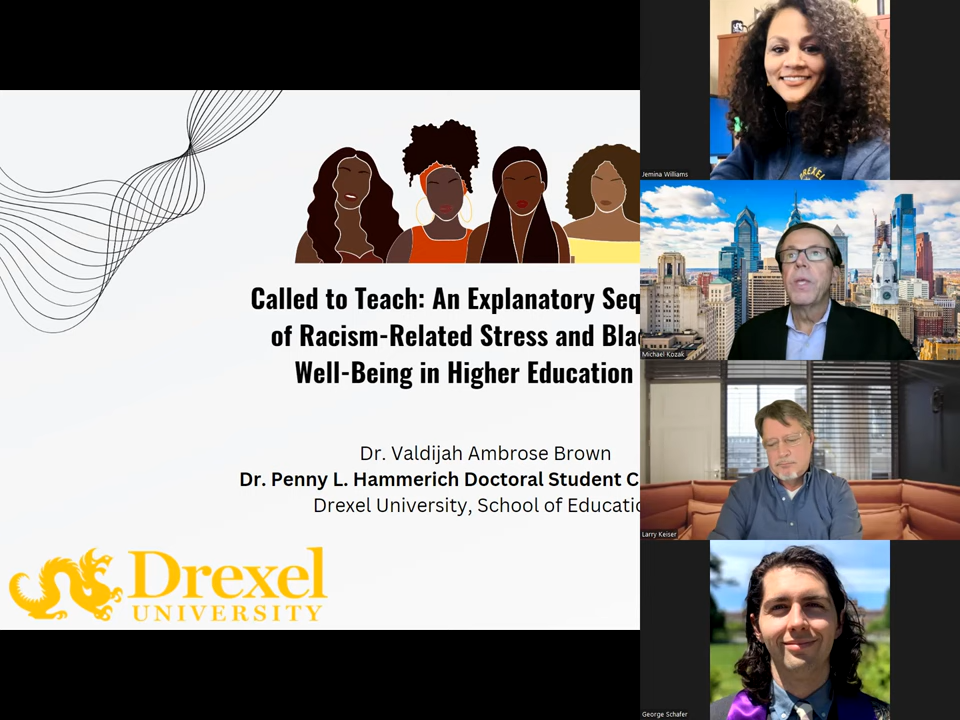 Called to Teach: An Explanatory Seq
of Racism-Related Stress and Bla
Well-Being in Higher Education
Dr. Valdijah Ambrose Brown
Dr. Penny L. Hammerich Doctoral Student C
Drexel University, School of Educatio
Drexel
UNIVERSITY
DREXEL
Jemina Williams
Michael Kozak
Larry Keiser
George Schafer